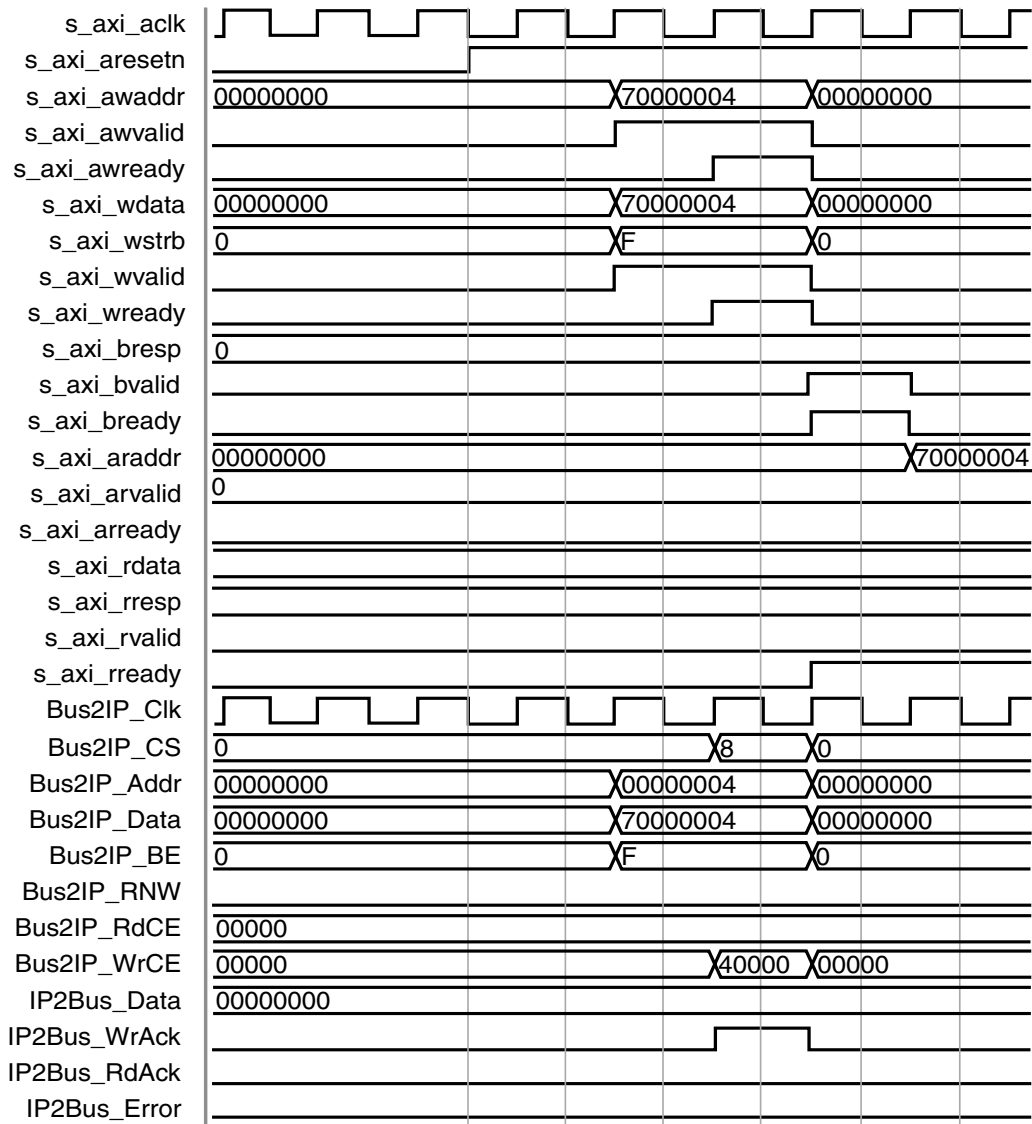 s_axi_aclk
s_axi_aresetn
s_axi_awaddr 00000000 70000004 00000000
s_axi_awvalid
s_axi_awready
s_axi_wdata 00000000 70000004 00000000
s_axi_wstrb 0 F 0
s_axi_wvalid
s_axi_wready
s_axi_bresp 0
s_axi_bvalid
s_axi_bready
s_axi_araddr 00000000 70000004
s_axi_arvalid 0
s_axi_arready
s_axi_rdata
s_axi_rresp
s_axi_rvalid
s_axi_rready
Bus2IP_Clk
Bus2IP_CS 0 8 0
Bus2IP_Addr 00000000 00000004 00000000
Bus2IP_Data 00000000 70000004 00000000
Bus2IP_BE 0 F 0
Bus2IP_RNW
Bus2IP_RdCE 00000
Bus2IP_WrCE 00000 40000 00000
IP2Bus_Data 00000000
IP2Bus_WrAck
IP2Bus_RdAck
IP2Bus_Error